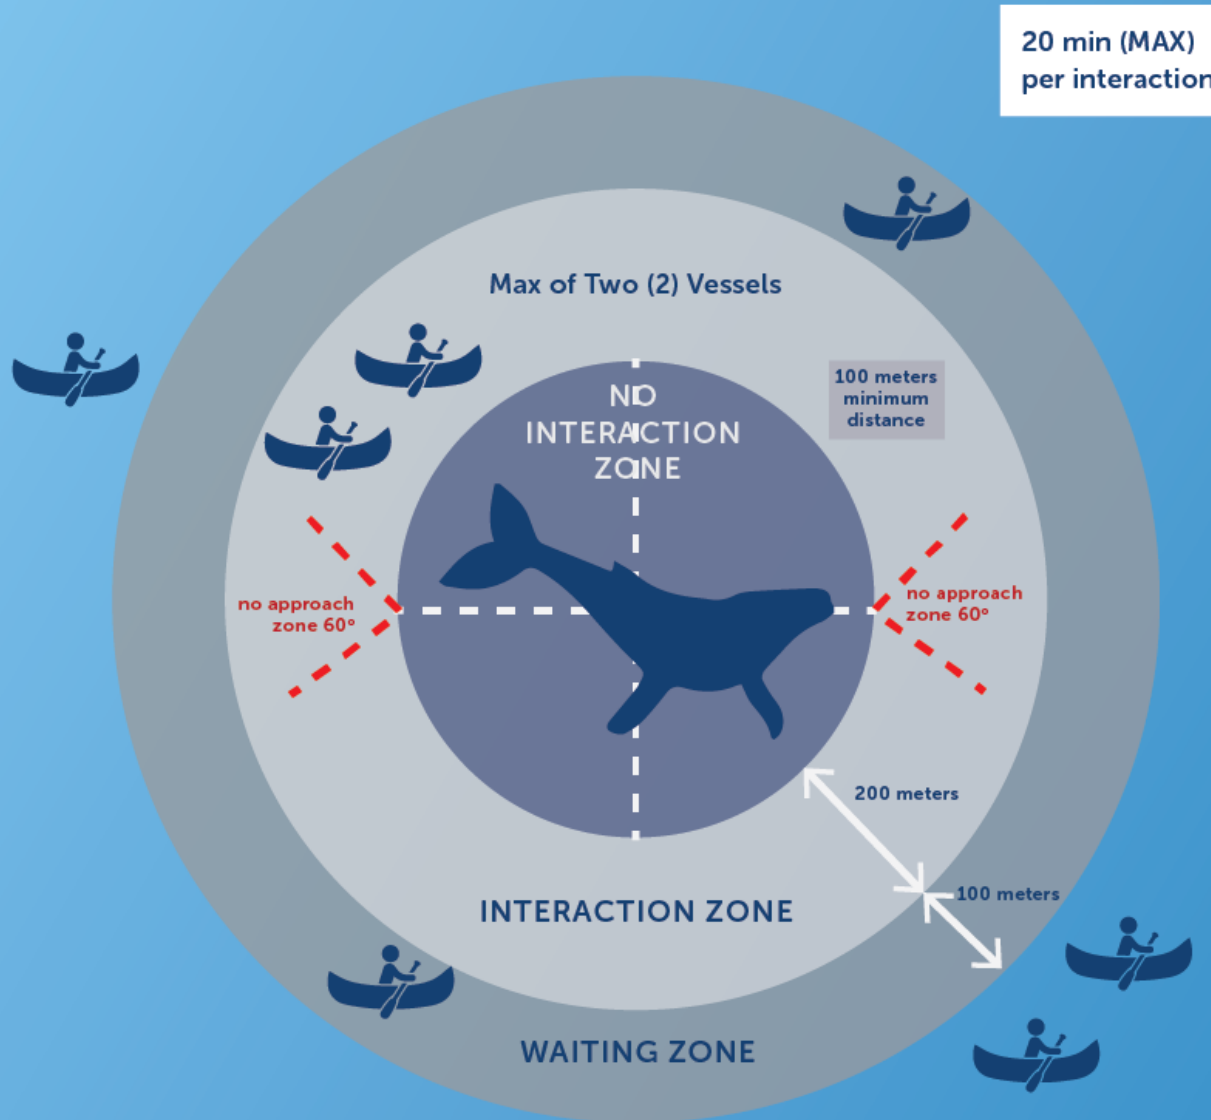 20 min (MAX)
per interaction
Max of Two (2) Vessels
100 meters
minimum
distance
NO
INTERACTION
ZONE
no approach
zone 60°
no approach
zone 60°
200 meters
100 meters
INTERACTION ZONE
WAITING ZONE